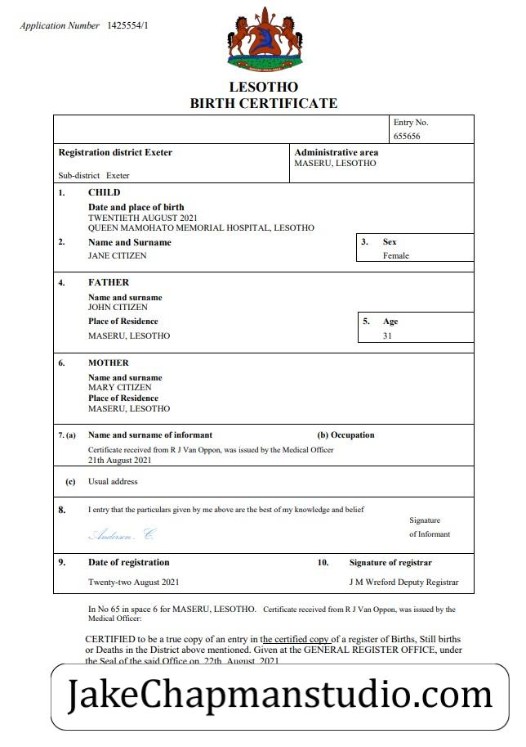 Application Number 1425554/1
LESOTHO
BIRTH CERTIFICATE
Entry No.
655656
Registration district Exeter
Administrative area
MASERU, LESOTHO
Sub-district Exeter
1. CHILD
Date and place of birth
TWENTIETH AUGUST 2021
QUEEN MAMOHATO MEMORIAL HOSPITAL, LESOTHO
2. Name and Surname
3. Sex
JANE CITIZEN
Female
4. FATHER
Name and surname
JOHN CITIZEN
Place of Residence
5. Age
MASERU, LESOTHO
31
6. MOTHER
Name and surname
MARY CITIZEN
Place of Residence
MASERU, LESOTHO
7. (a) Name and surname of informant (b) Occupation
Certificate received from R J Van Oppon, was issued by the Medical Officer
21th August 2021
(c) Usual address
8. I entry that the particulars given by me above are the best of my knowledge and belief
Signature
of Informant
Anderson C.
9. Date of registration
10. Signature of registrar
Twenty-two August 2021
J M Wreford Deputy Registrar
In No 65 in space 6 for MASERU, LESOTHO. Certificate received from R J Van Oppon, was issued by the
Medical Officer:
CERTIFIED to be a true copy of an entry in the certified copy of a register of Births, Still births
or Deaths in the District above mentioned. Given at the GENERAL REGISTER OFFICE, under
the Seal of the said Office on 22th August 2021
JakeChapmanstudio.com